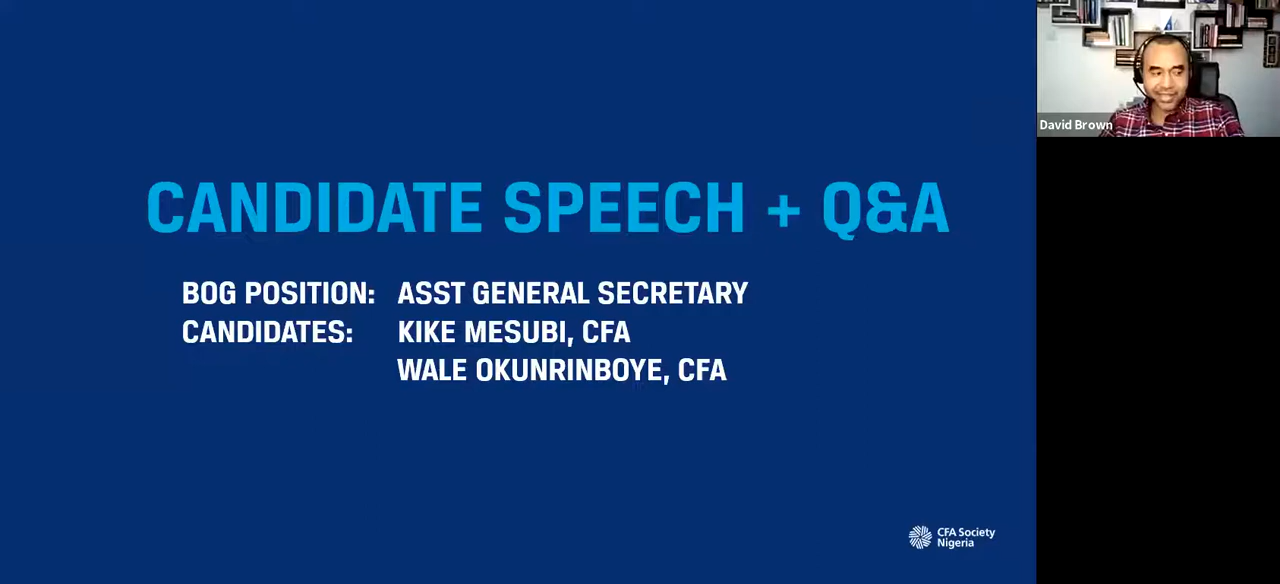 CANDIDATE SPEECH + Q&A
BOG POSITION: ASST GENERAL SECRETARY
CANDIDATES: KIKE MESUBI, CFA
WALE OKUNRINBOYE, CFA
CFA Society
Nigeria
David Brown